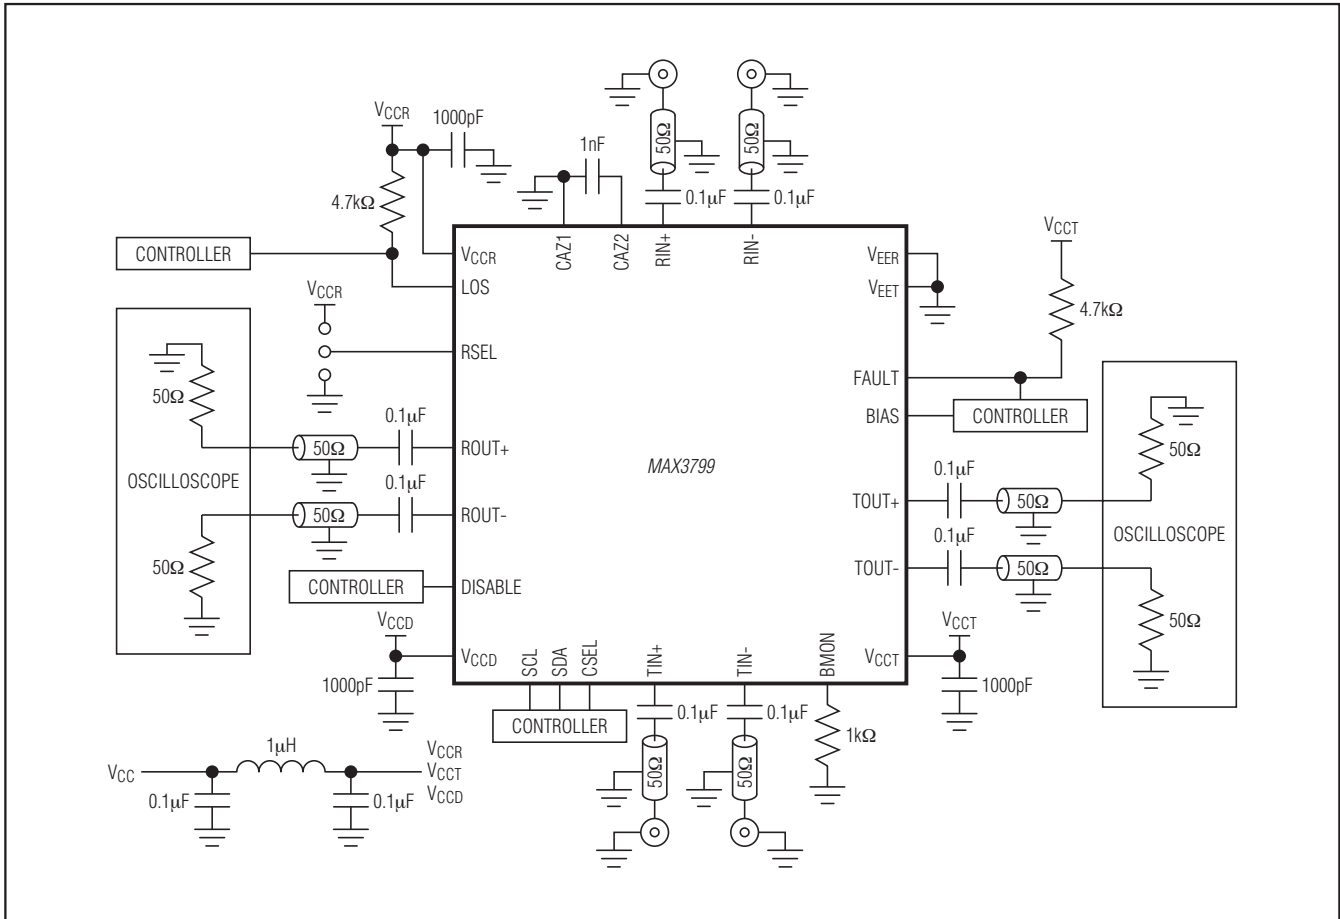 VCCR
1000pF
4.7kΩ
CONTROLLER
1nF
50Ω
50Ω
0.1µF
0.1µF
VCCR
LOS
CAZ1
CAZ2
RIN+
RIN-
VEER
VEET
VCCT
4.7kΩ
VCCR
RSEL
FAULT
BIAS
CONTROLLER
50Ω
0.1µF
50Ω
ROUT+
OSCILLOSCOPE
0.1µF
50Ω
ROUT-
50Ω
MAX3799
50Ω
0.1µF
TOUT+
50Ω
OSCILLOSCOPE
0.1µF
TOUT-
50Ω
50Ω
CONTROLLER
DISABLE
VCCD
VCCD
1000pF
SCL
SDA
CSEL
CONTROLLER
TIN+
TIN-
BMON
VCCT
VCCT
1000pF
0.1µF
0.1µF
1kΩ
50Ω
50Ω
VCC
1µH
0.1µF
0.1µF
VCCR
VCCT
VCCD